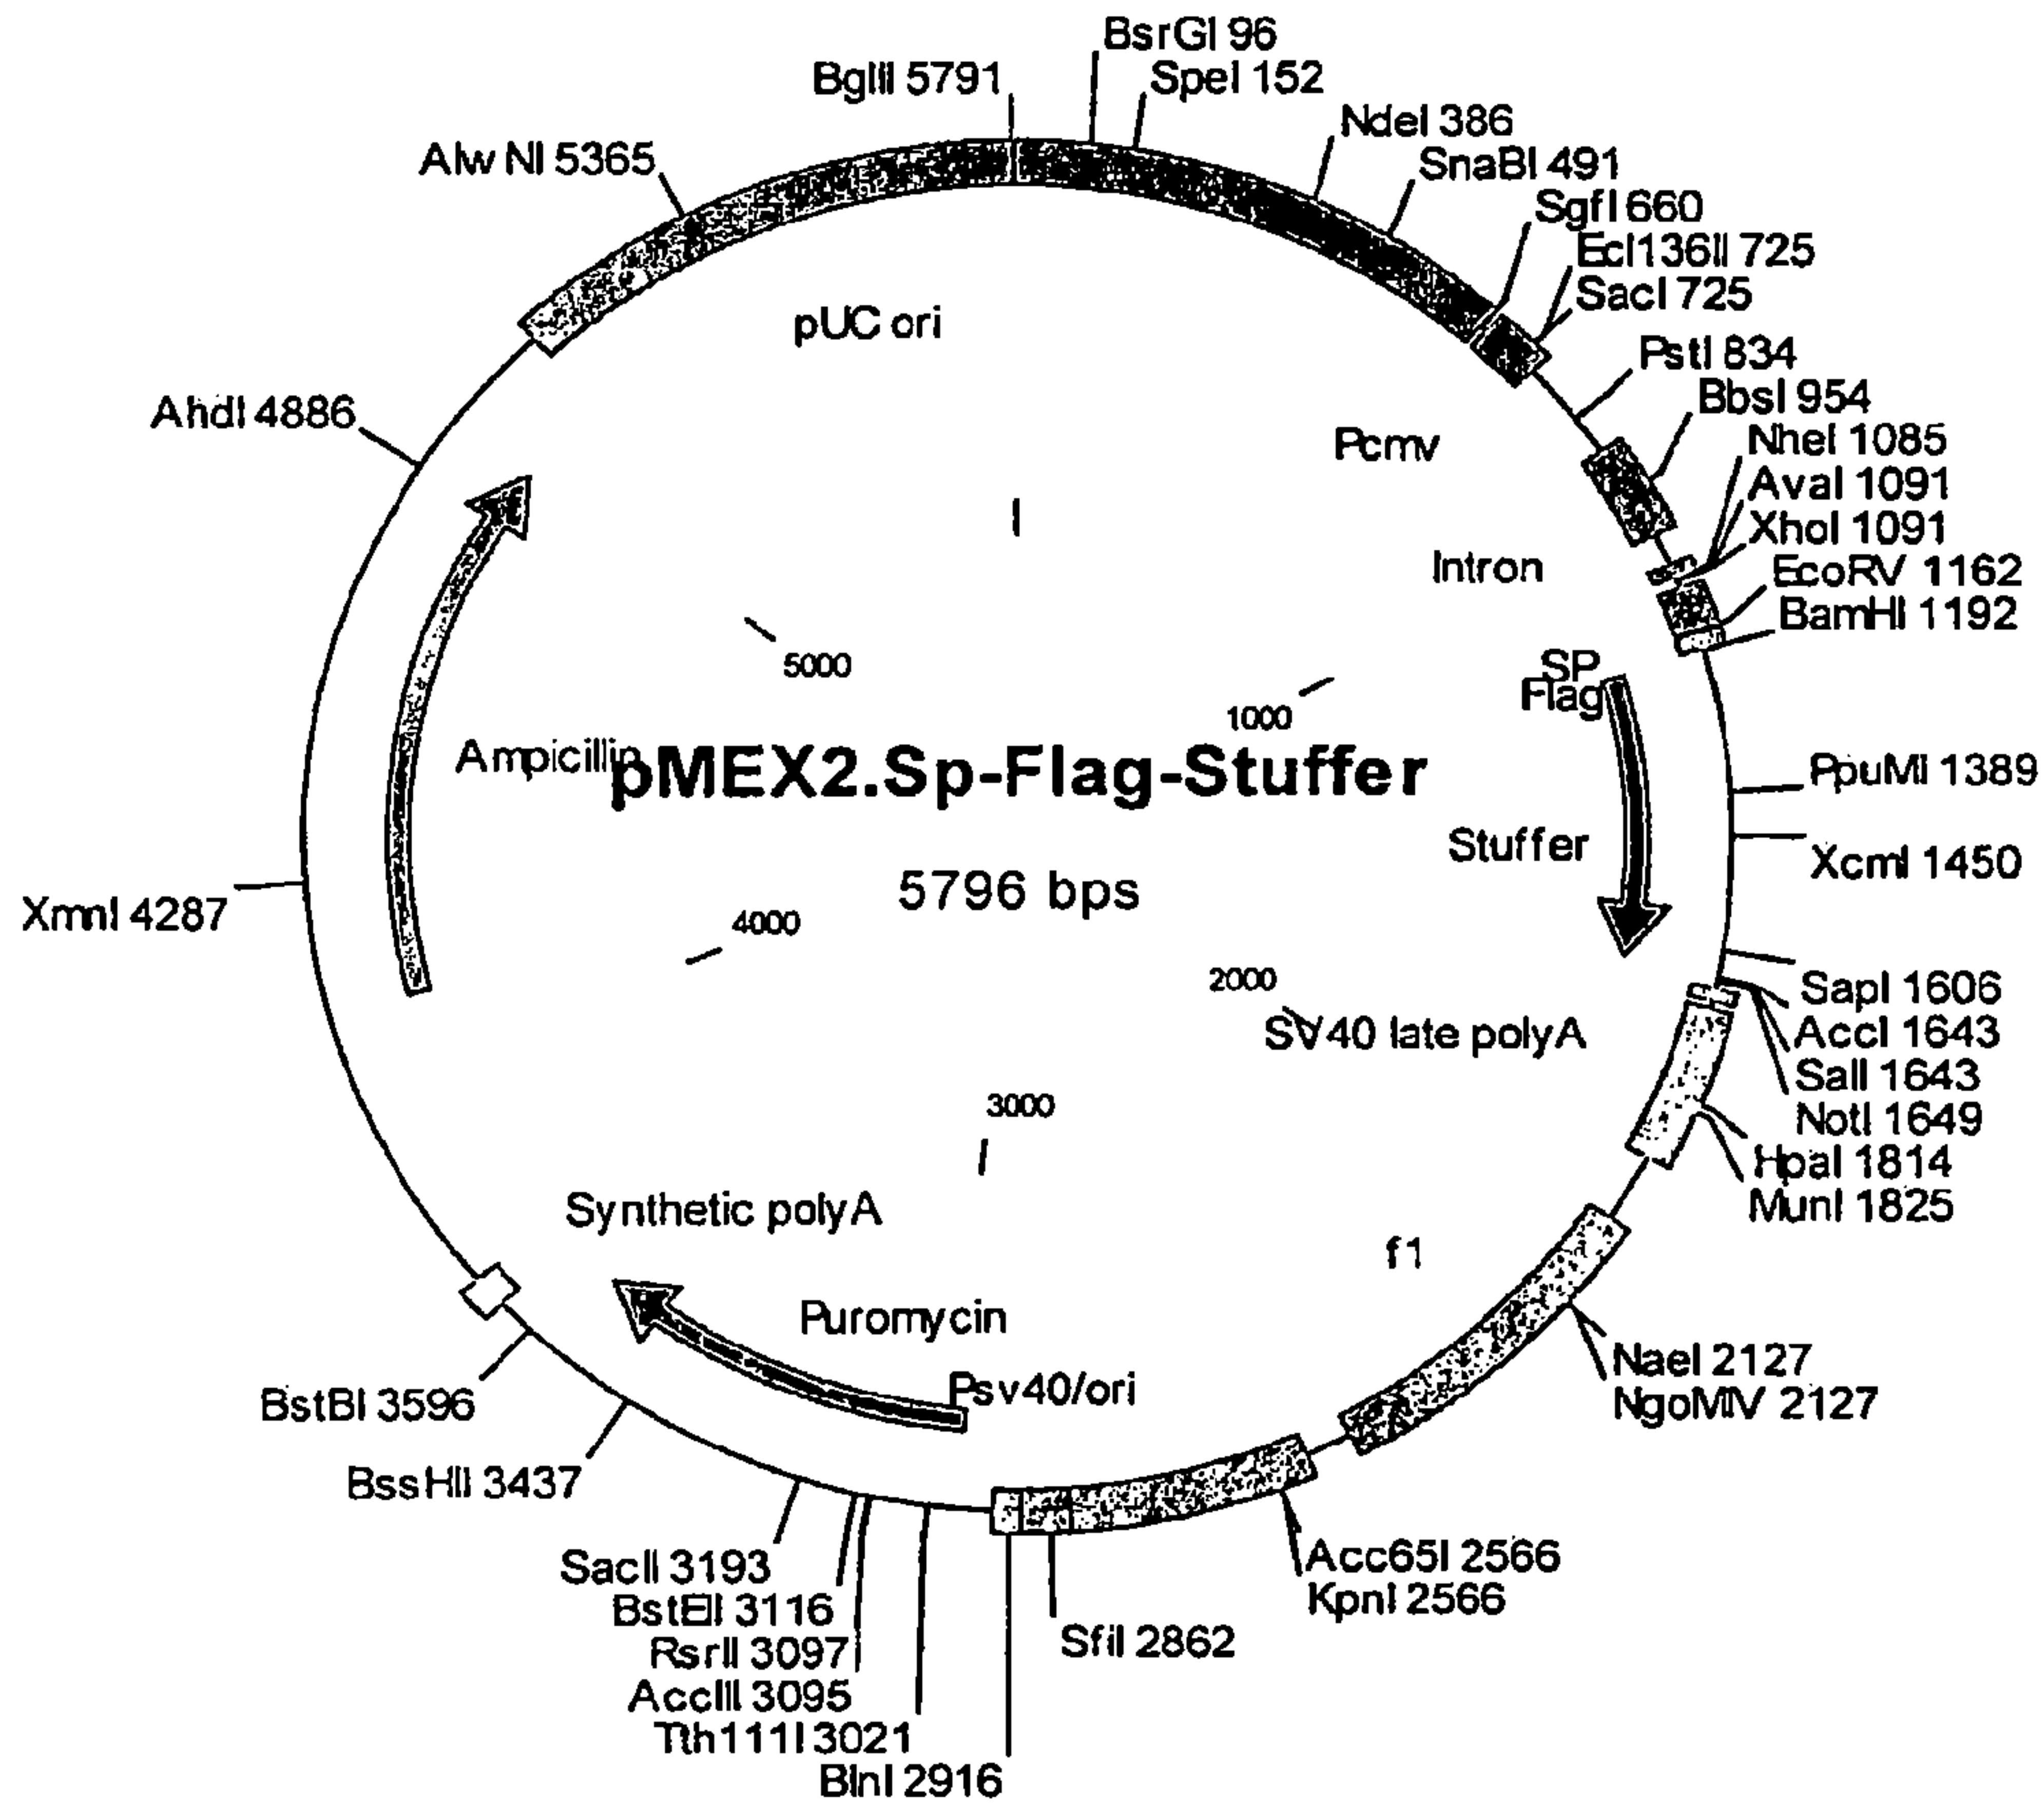 BsrGI 96
BglII 5791
SpeI 152
NdeI 386
AlwNI 5365
SnaBI 491
SgfI 660
Ecl136II 725
SacI 725
pUC ori
PstI 834
BbsI 954
AhdI 4886
Pcmv
NheI 1085
AvaI 1091
XhoI 1091
Intron
EcoRV 1162
BamHI 1192
5000
SP
Flag
1000
Ampicillin
pMEX2.Sp-Flag-Stuffer
PpuMI 1389
Stuffer
XcmI 1450
5796 bps
XmnI 4287
4000
2000
SapI 1606
SV40 late polyA
AccI 1643
SalI 1643
3000
NotI 1649
HpaI 1814
MunI 1825
Synthetic polyA
f1
Puromycin
NaeI 2127
Psv40/ori
NgoMIV 2127
BstBI 3596
BssHII 3437
Acc65I 2566
SacII 3193
KpnI 2566
BstEII 3116
SfiI 2862
RsrII 3097
AccIII 3095
Tth111I 3021
BlnI 2916